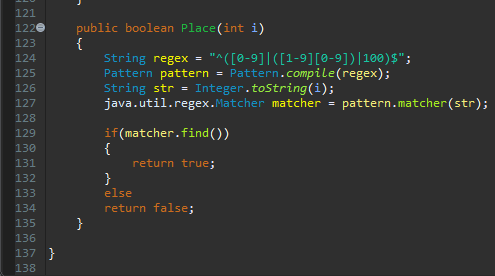 120 }
121
122 public boolean Place(int i)
123 {
124 String regex = "^([0-9]|([1-9][0-9])|100)$";
125 Pattern pattern = Pattern.compile(regex);
126 String str = Integer.toString(i);
127 java.util.regex.Matcher matcher = pattern.matcher(str);
128
129 if(matcher.find())
130 {
131 return true;
132 }
133 else
134 return false;
135 }
136
137 }
138